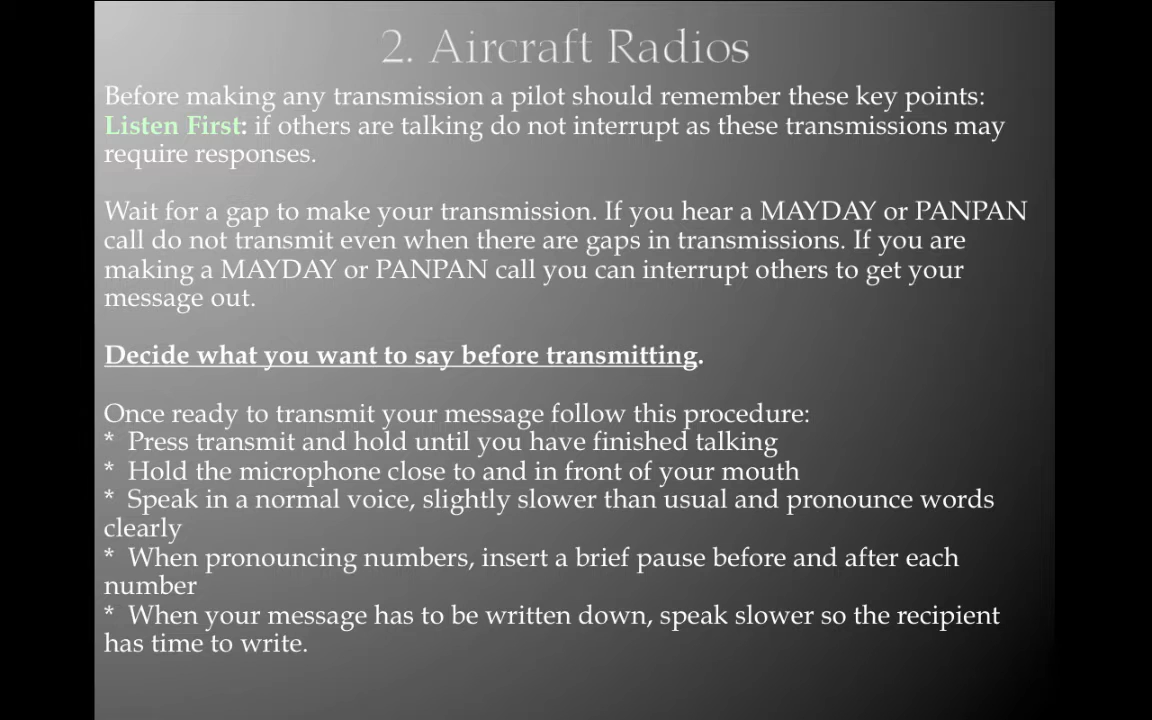 2. Aircraft Radios
Before making any transmission a pilot should remember these key points:
Listen First: if others are talking do not interrupt as these transmissions may
require responses.
Wait for a gap to make your transmission. If you hear a MAYDAY or PANPAN
call do not transmit even when there are gaps in transmissions. If you are
making a MAYDAY or PANPAN call you can interrupt others to get your
message out.
Decide what you want to say before transmitting.
Once ready to transmit your message follow this procedure:
* Press transmit and hold until you have finished talking
* Hold the microphone close to and in front of your mouth
* Speak in a normal voice, slightly slower than usual and pronounce words
clearly
* When pronouncing numbers, insert a brief pause before and after each
number
* When your message has to be written down, speak slower so the recipient
has time to write.